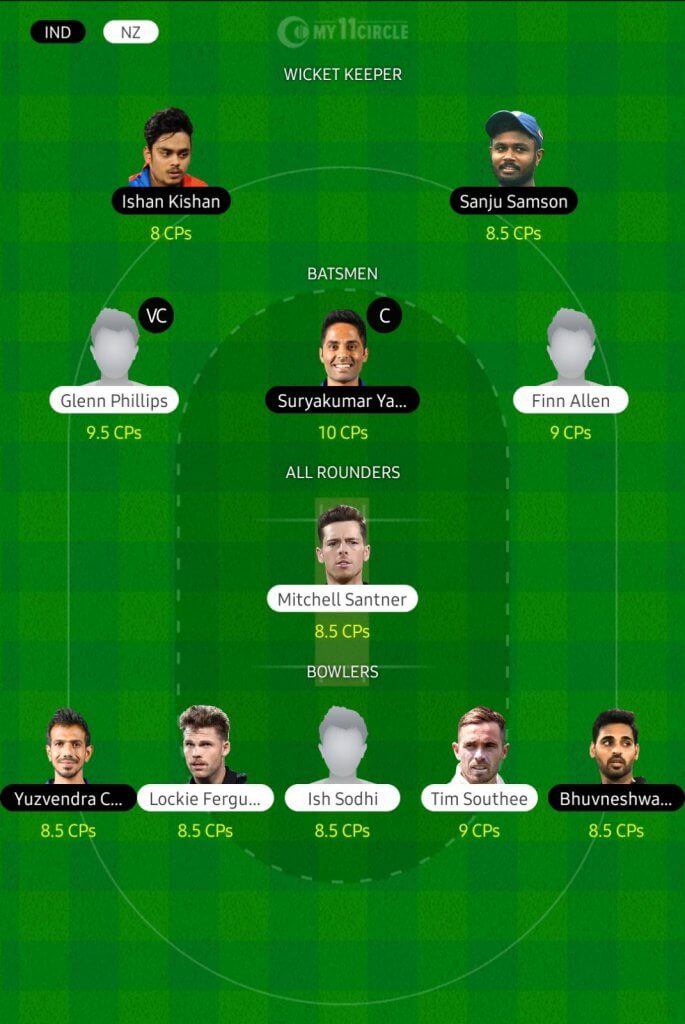 IND NZ MY11CIRCLE
WICKET KEEPER
Ishan Kishan Sanju Samson
8 CPs 8.5 CPs
BATSMEN
VC C
Glenn Phillips Suryakumar Ya... Finn Allen
9.5 CPs 10 CPs 9 CPs
ALL ROUNDERS
Mitchell Santner
8.5 CPs
BOWLERS
Yuzvendra C... Lockie Fergu... Ish Sodhi Tim Southee Bhuvneshwa...
8.5 CPs 8.5 CPs 8.5 CPs 9 CPs 8.5 CPs